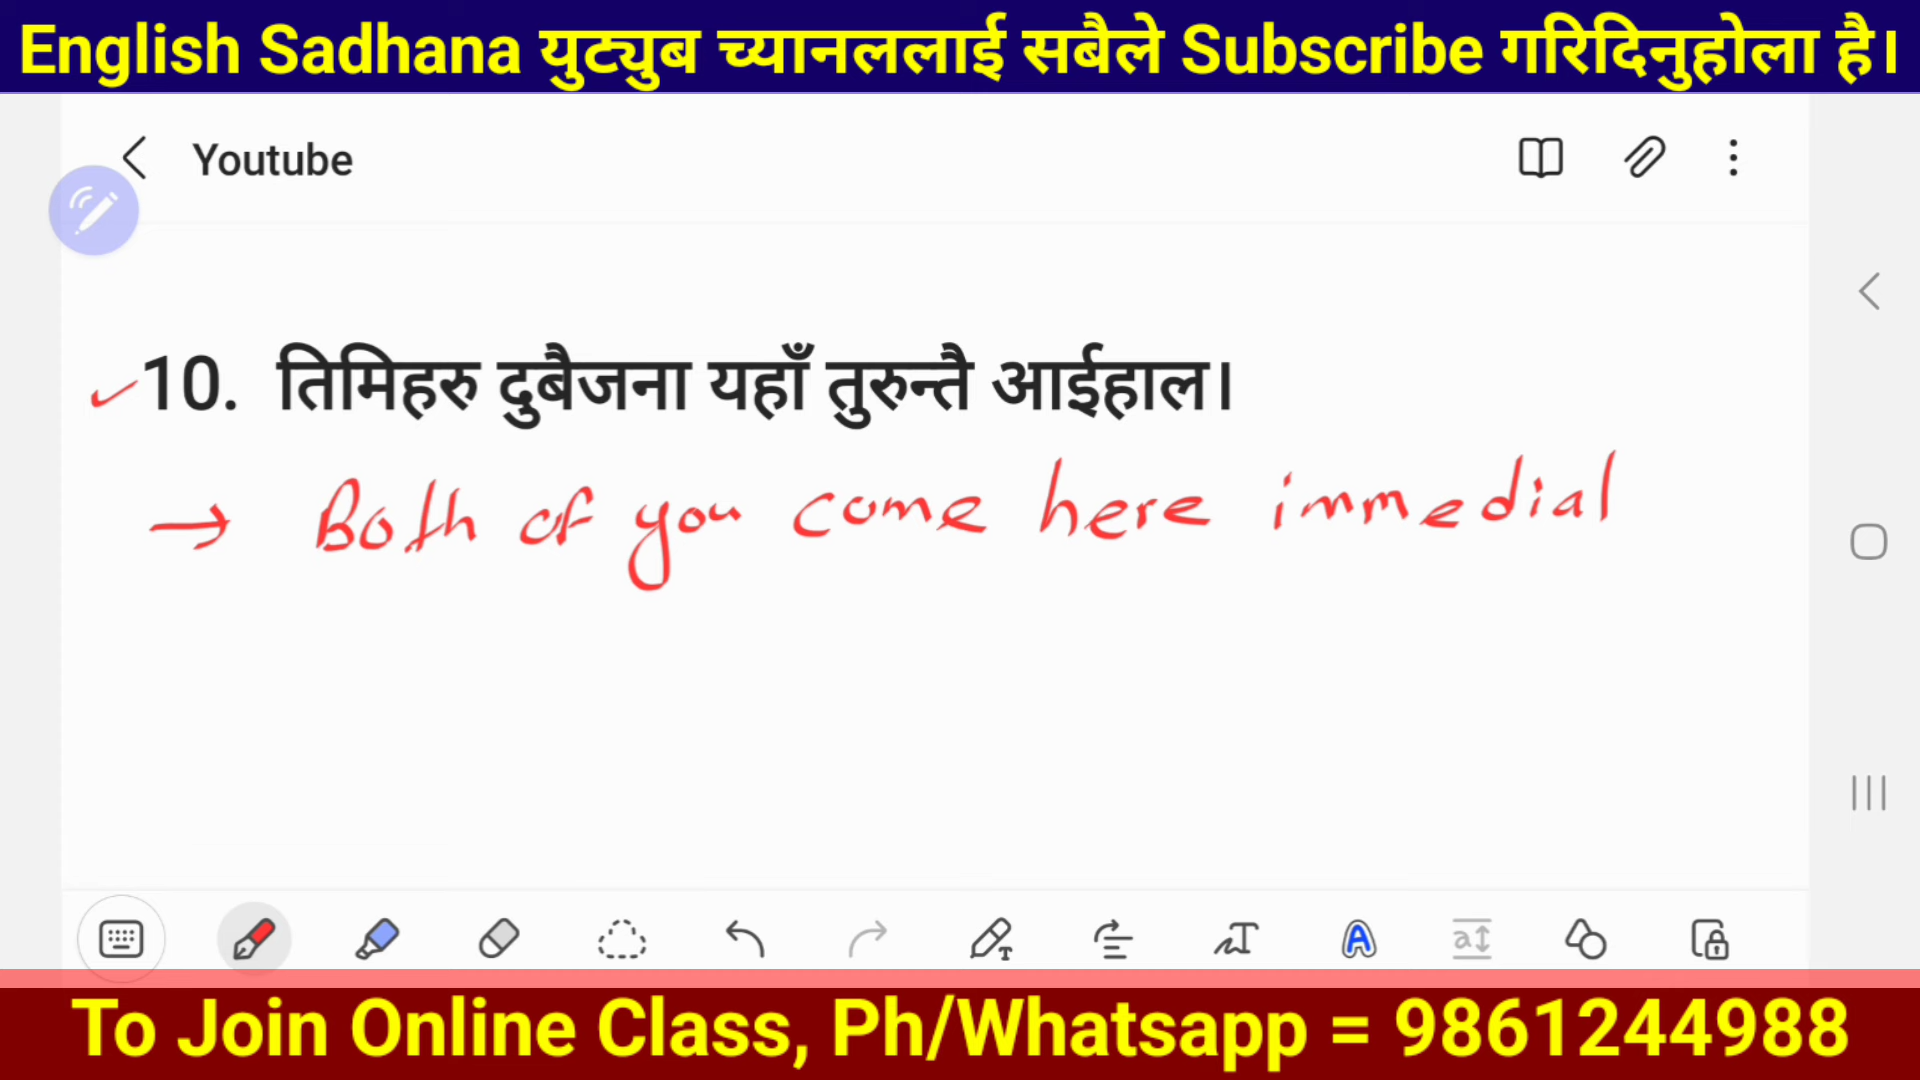 English Sadhana युट्युब च्यानललाई सबैले Subscribe गरिदिनुहोला है।
Youtube
10. तिमिहरु दुबैजना यहाँ तुरुन्तै आईहाल।
→ Both of you come here immedial
To Join Online Class, Ph/Whatsapp = 9861244988